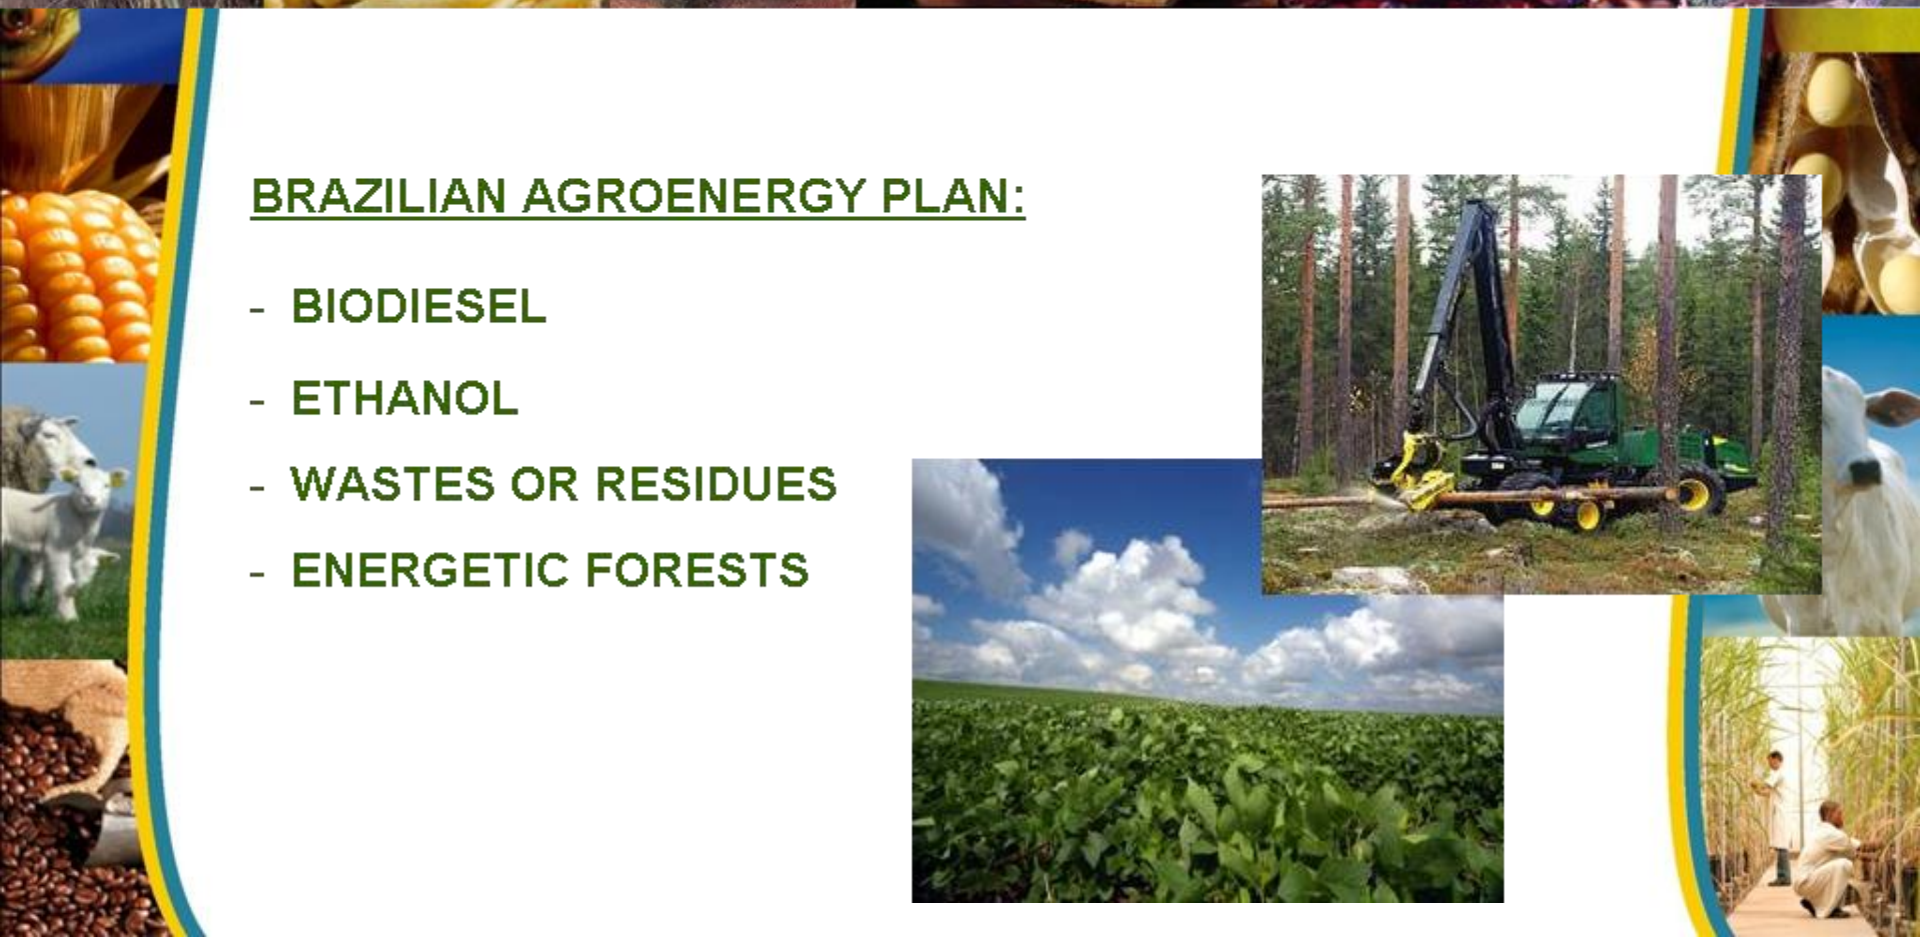 BRAZILIAN AGROENERGY PLAN:
- BIODIESEL
- ETHANOL
- WASTES OR RESIDUES
- ENERGETIC FORESTS